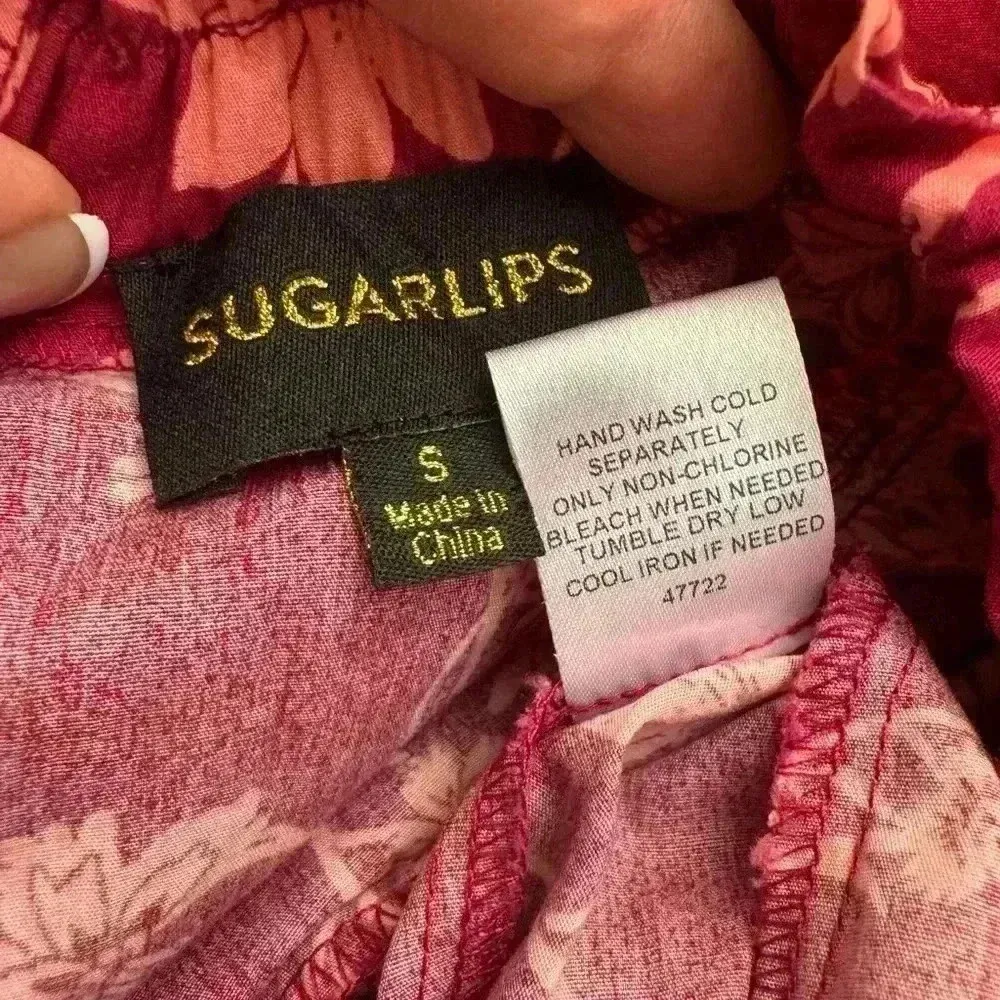 SUGARLIPS
S
Made in
China
HAND WASH COLD
SEPARATELY
ONLY NON-CHLORINE
BLEACH WHEN NEEDED
TUMBLE DRY LOW
COOL IRON IF NEEDED
47722